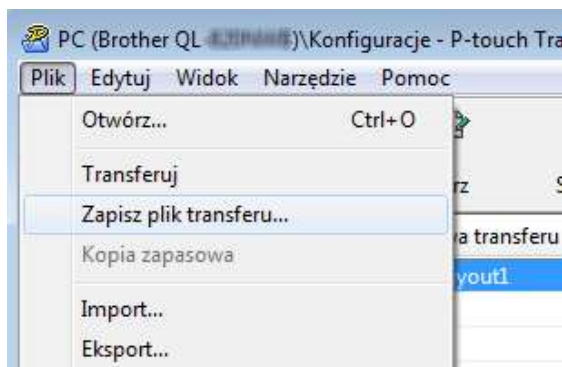 PC (Brother QL )\Konfiguracje - P-touch Tra
Plik Edytuj Widok Narzędzie Pomoc
Otwórz... Ctrl+O
Transferuj
rz S
Zapisz plik transferu...
a transferu
Kopia zapasowa
yout1
Import...
Eksport...